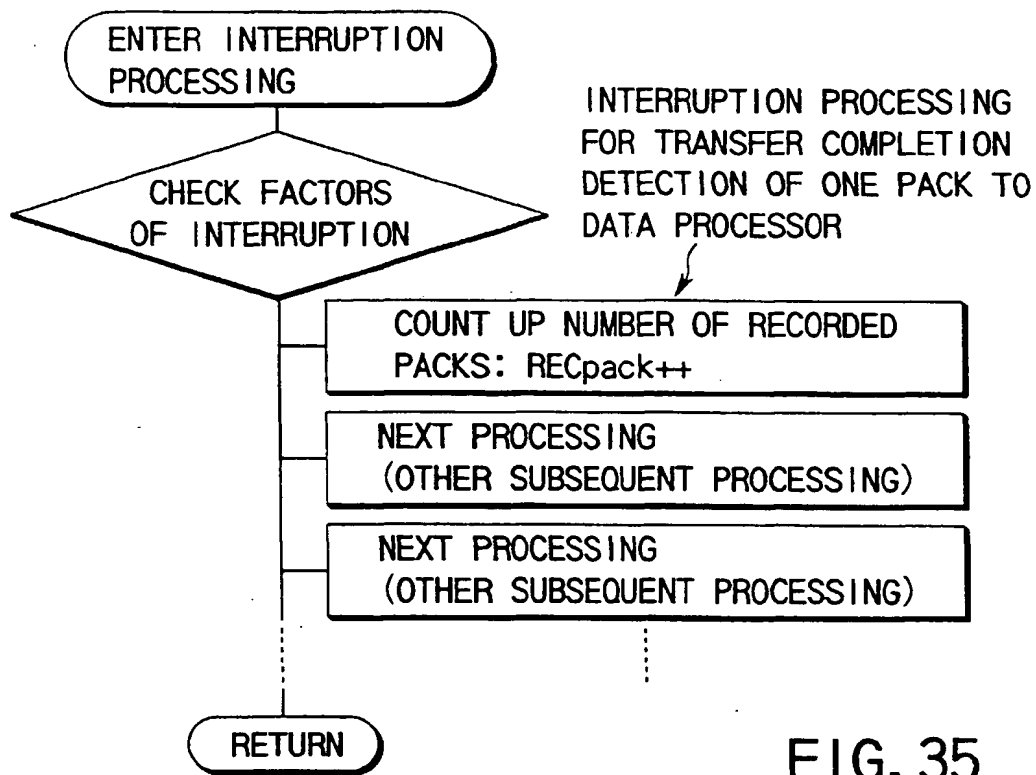 ENTER INTERRUPTION
PROCESSING
INTERRUPTION PROCESSING
FOR TRANSFER COMPLETION
DETECTION OF ONE PACK TO
DATA PROCESSOR
CHECK FACTORS
OF INTERRUPTION
COUNT UP NUMBER OF RECORDED
PACKS: RECpack++
NEXT PROCESSING
(OTHER SUBSEQUENT PROCESSING)
NEXT PROCESSING
(OTHER SUBSEQUENT PROCESSING)
RETURN
FIG. 35